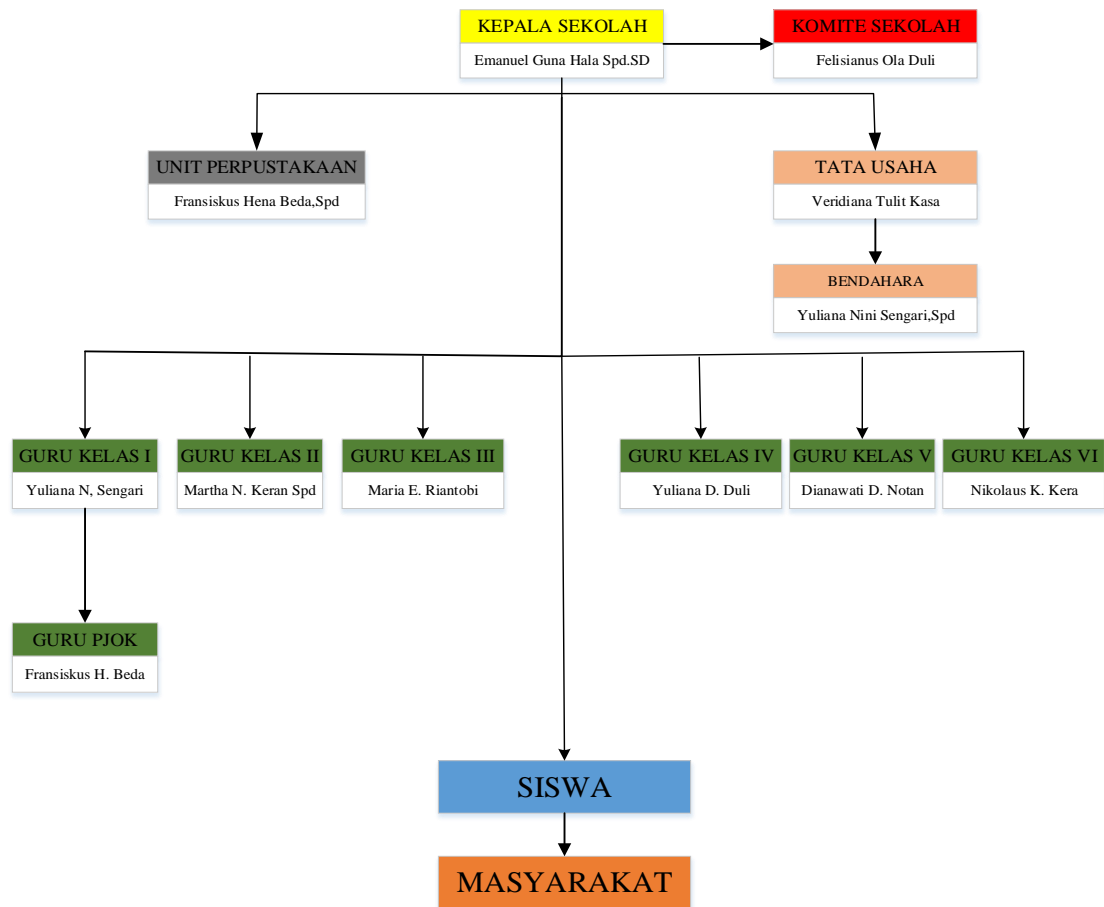 KEPALA SEKOLAH
Emanuel Guna Hala Spd.SD
KOMITE SEKOLAH
Felisianus Ola Duli
UNIT PERPUSTAKAAN
Fransiskus Hena Beda,Spd
TATA USAHA
Veridiana Tulit Kasa
BENDAHARA
Yuliana Nini Sengari,Spd
GURU KELAS I
Yuliana N, Sengari
GURU KELAS II
Martha N. Keran Spd
GURU KELAS III
Maria E. Riantobi
GURU KELAS IV
Yuliana D. Duli
GURU KELAS V
Dianawati D. Notan
GURU KELAS VI
Nikolaus K. Kera
GURU PJOK
Fransiskus H. Beda
SISWA
MASYARAKAT